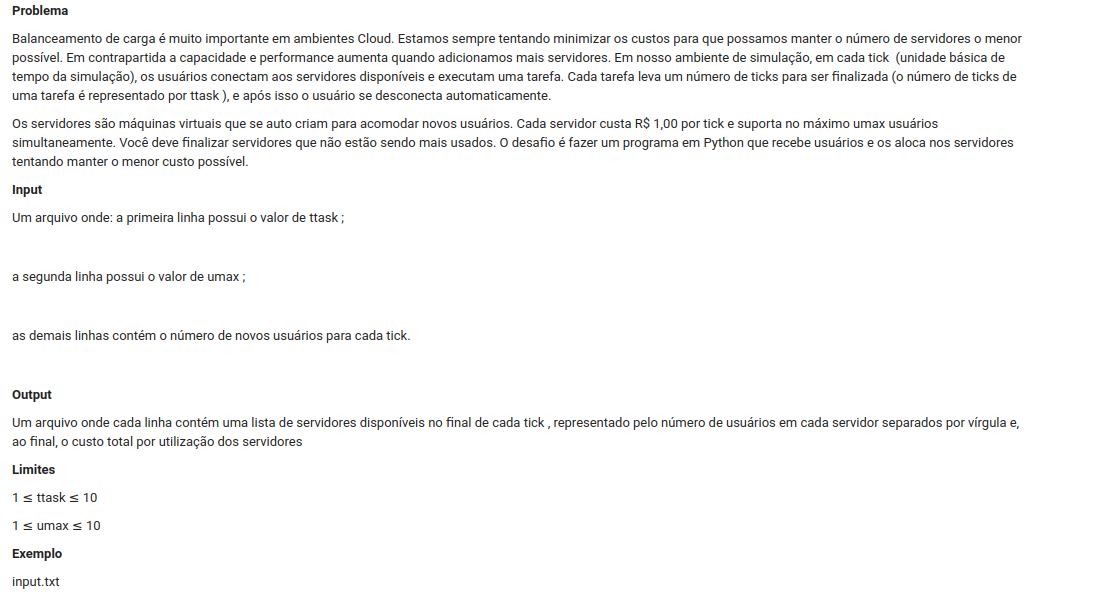 Problema
Balanceamento de carga é muito importante em ambientes Cloud. Estamos sempre tentando minimizar os custos para que possamos manter o número de servidores o menor
possível. Em contrapartida a capacidade e performance aumenta quando adicionamos mais servidores. Em nosso ambiente de simulação, em cada tick (unidade básica de
tempo da simulação), os usuários conectam aos servidores disponíveis e executam uma tarefa. Cada tarefa leva um número de ticks para ser finalizada (o número de ticks de
uma tarefa é representado por ttask ), e após isso o usuário se desconecta automaticamente.
Os servidores são máquinas virtuais que se auto criam para acomodar novos usuários. Cada servidor custa R$ 1,00 por tick e suporta no máximo umax usuários
simultaneamente. Você deve finalizar servidores que não estão sendo mais usados. O desafio é fazer um programa em Python que recebe usuários e os aloca nos servidores
tentando manter o menor custo possível.
Input
Um arquivo onde: a primeira linha possui o valor de ttask ;
a segunda linha possui o valor de umax ;
as demais linhas contém o número de novos usuários para cada tick.
Output
Um arquivo onde cada linha contém uma lista de servidores disponíveis no final de cada tick , representado pelo número de usuários em cada servidor separados por vírgula e,
ao final, o custo total por utilização dos servidores
Limites
1 ≤ ttask ≤ 10
1 ≤ umax ≤ 10
Exemplo
input.txt